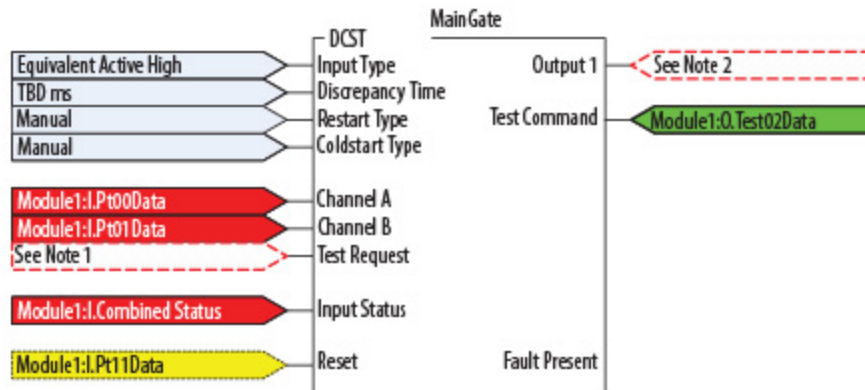 MainGate
DCST
Equivalent Active High
Input Type
Output 1
See Note 2
TBD ms
Discrepancy Time
Manual
Restart Type
Test Command
Module1:O.Test02Data
Manual
Coldstart Type
Module1:I.Pt00Data
Channel A
Module1:I.Pt01Data
Channel B
See Note 1
Test Request
Module1:I.Combined Status
Input Status
Module1:I.Pt11Data
Reset
Fault Present